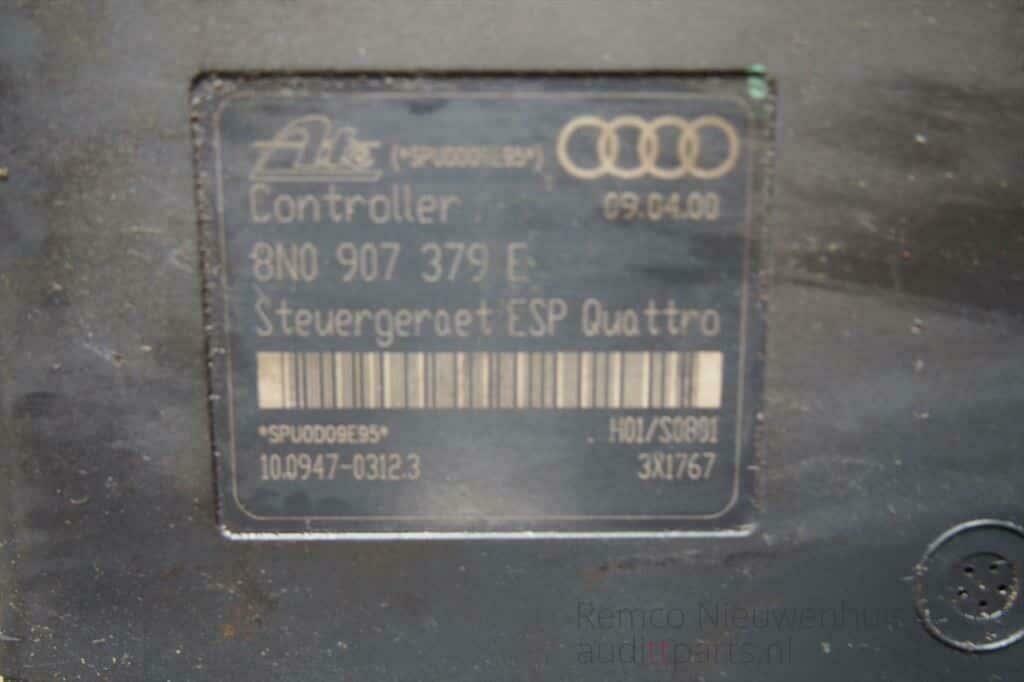 Ate (*SPU0D09E95*)
Controller 09.04.00
8N0 907 379 E
Steuergeraet ESP Quattro
*SPU0D09E95* H01/S0801
10.0947-0312.3 3X1767
Remco Nieuwenhuis
audittparts.nl